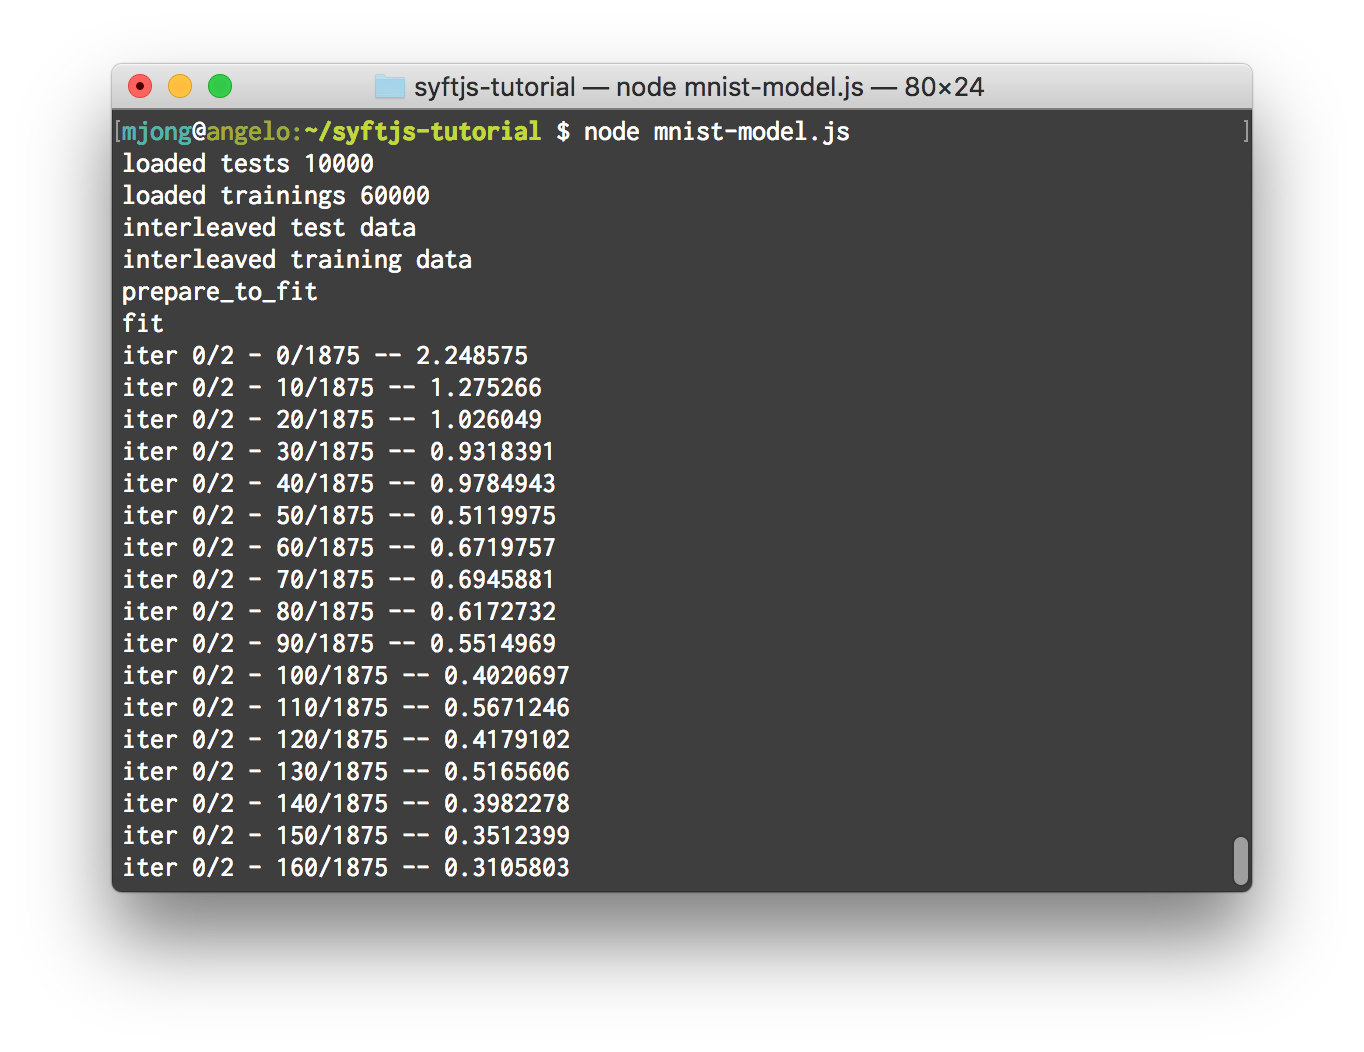 syftjs-tutorial — node mnist-model.js — 80×24
[mjong@angelo:~/syftjs-tutorial $ node mnist-model.js ]
loaded tests 10000
loaded trainings 60000
interleaved test data
interleaved training data
prepare_to_fit
fit
iter 0/2 - 0/1875 -- 2.248575
iter 0/2 - 10/1875 -- 1.275266
iter 0/2 - 20/1875 -- 1.026049
iter 0/2 - 30/1875 -- 0.9318391
iter 0/2 - 40/1875 -- 0.9784943
iter 0/2 - 50/1875 -- 0.5119975
iter 0/2 - 60/1875 -- 0.6719757
iter 0/2 - 70/1875 -- 0.6945881
iter 0/2 - 80/1875 -- 0.6172732
iter 0/2 - 90/1875 -- 0.5514969
iter 0/2 - 100/1875 -- 0.4020697
iter 0/2 - 110/1875 -- 0.5671246
iter 0/2 - 120/1875 -- 0.4179102
iter 0/2 - 130/1875 -- 0.5165606
iter 0/2 - 140/1875 -- 0.3982278
iter 0/2 - 150/1875 -- 0.3512399
iter 0/2 - 160/1875 -- 0.3105803